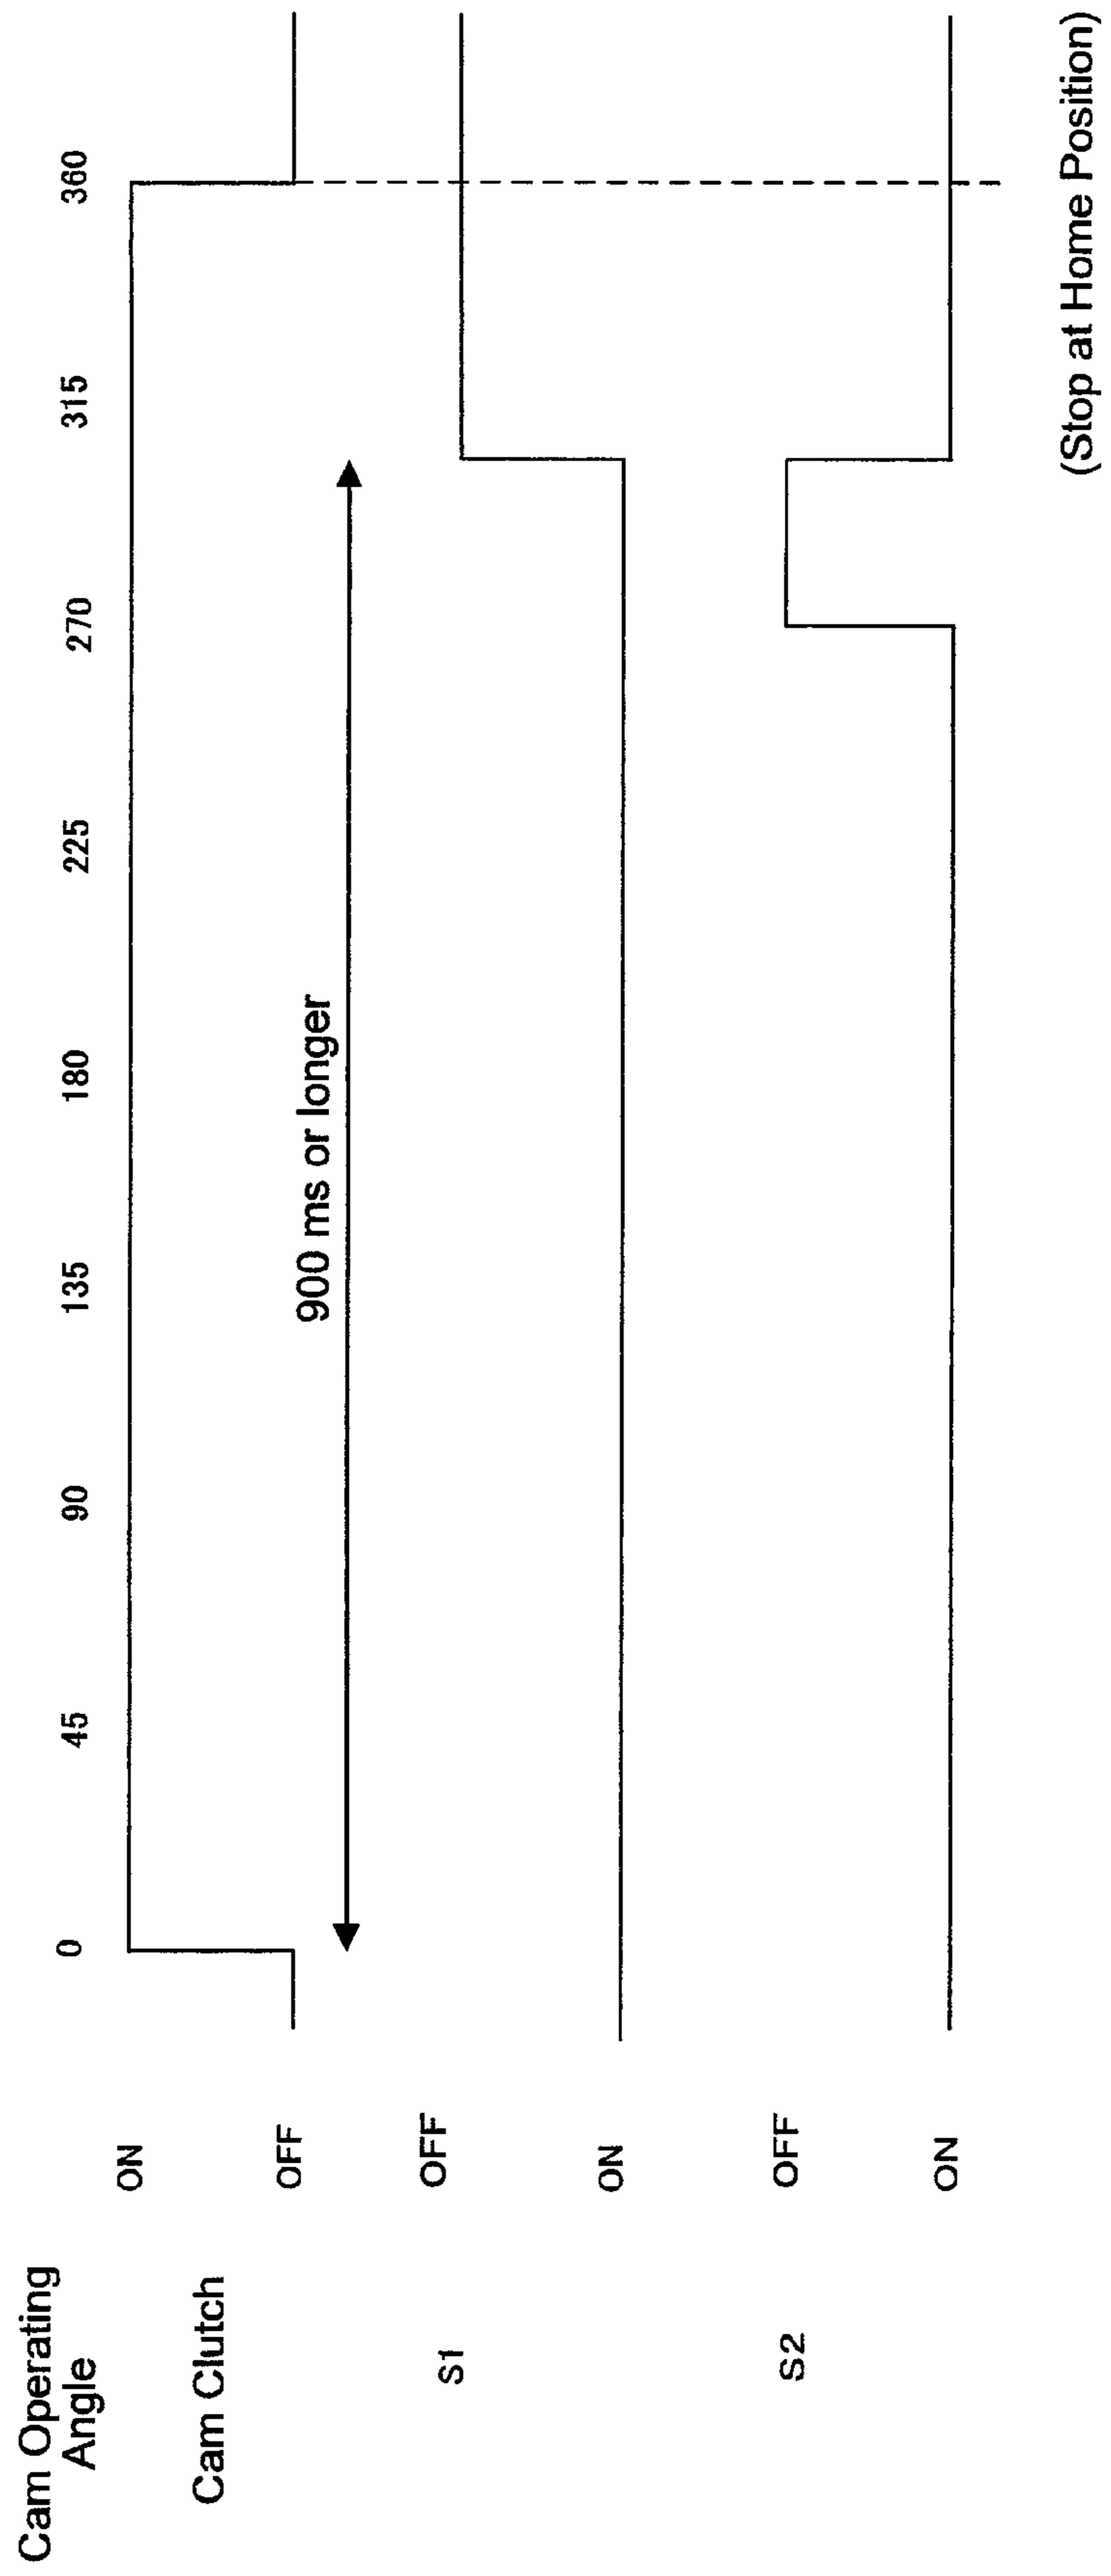 Cam Operating
Angle
0 45 90 135 180 225 270 315 360
Cam Clutch
ON
OFF
900 ms or longer
S1
OFF
ON
S2
OFF
ON
(Stop at Home Position)